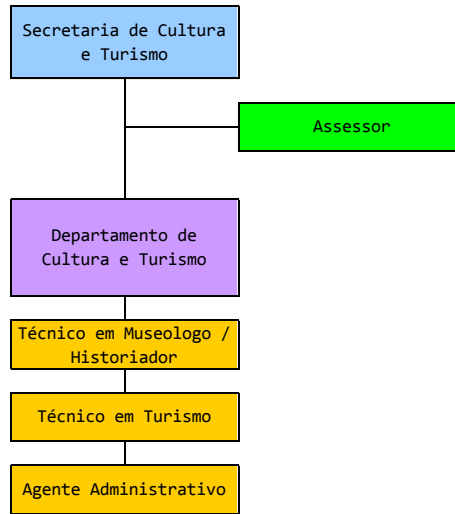 Secretaria de Cultura
e Turismo
Assessor
Departamento de
Cultura e Turismo
Técnico em Museologo /
Historiador
Técnico em Turismo
Agente Administrativo